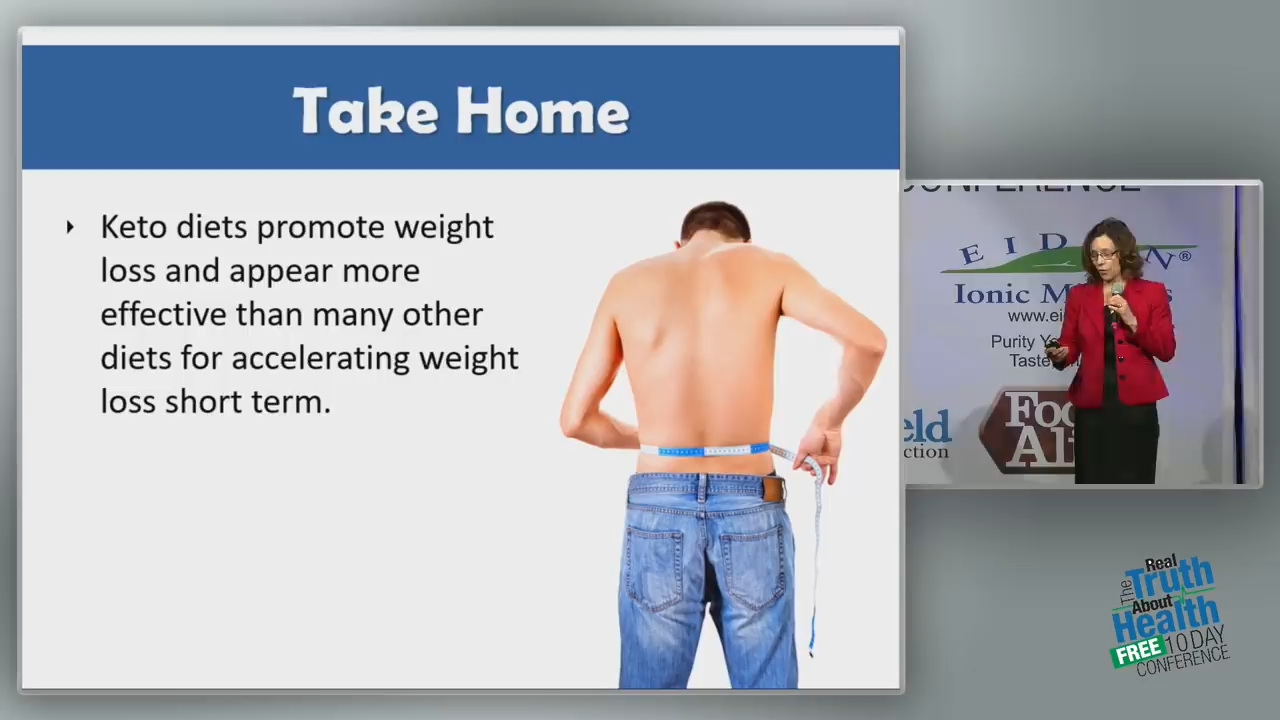 Take Home
Keto diets promote weight
loss and appear more
effective than many other
diets for accelerating weight
loss short term.
CONFERENCE
Ionic
Purity
The Real
Truth
About
Health
FREE 10 DAY
CONFERENCE